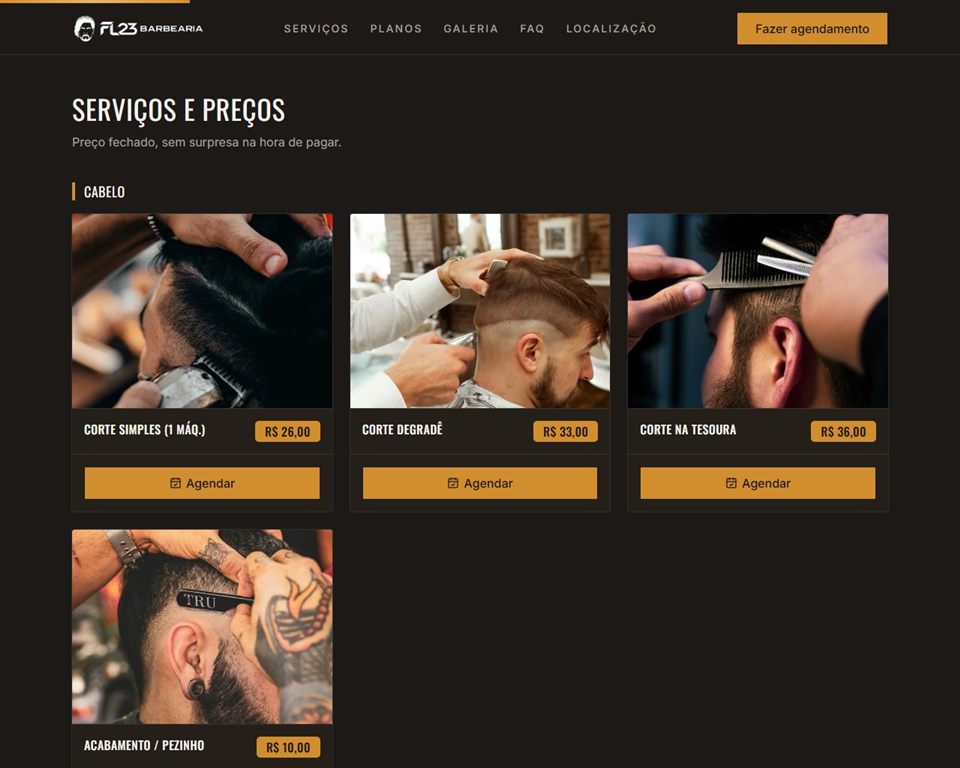 FL23 BARBEARIA
SERVIÇOS PLANOS GALERIA FAQ LOCALIZAÇÃO
Fazer agendamento
SERVIÇOS E PREÇOS
Preço fechado, sem surpresa na hora de pagar.
CABELO
CORTE SIMPLES (1 MÁQ.) R$ 26,00
CORTE DEGRADÊ R$ 33,00
CORTE NA TESOURA R$ 36,00
Agendar
Agendar
Agendar
TRU
ACABAMENTO / PEZINHO R$ 10,00